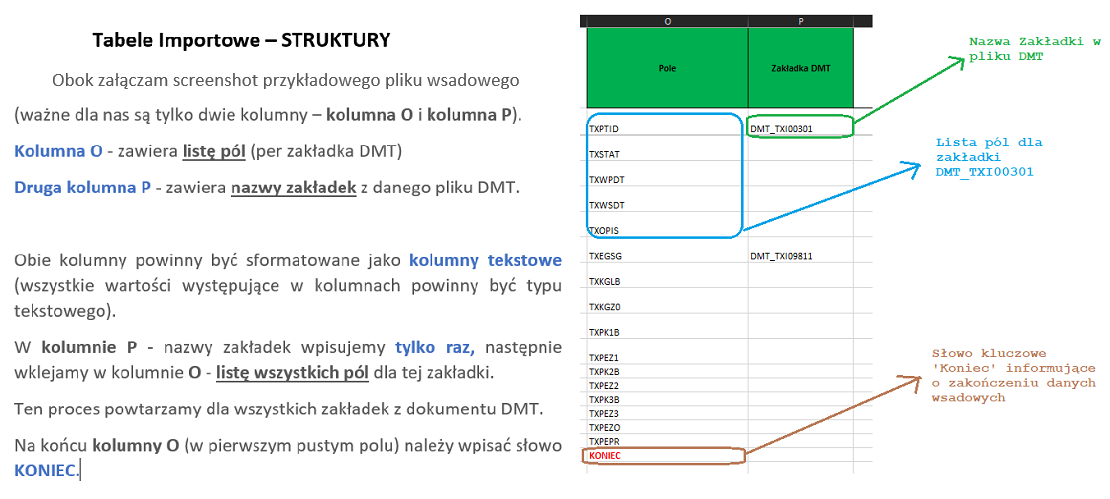 Tabele Importowe – STRUKTURY
Obok załączam screenshot przykładowego pliku wsadowego
(ważne dla nas są tylko dwie kolumny – kolumna O i kolumna P).
Kolumna O - zawiera listę pól (per zakładka DMT)
Druga kolumna P - zawiera nazwy zakładek z danego pliku DMT.
Obie kolumny powinny być sformatowane jako kolumny tekstowe
(wszystkie wartości występujące w kolumnach powinny być typu
tekstowego).
W kolumnie P - nazwy zakładek wpisujemy tylko raz, następnie
wklejamy w kolumnie O - listę wszystkich pól dla tej zakładki.
Ten proces powtarzamy dla wszystkich zakładek z dokumentu DMT.
Na końcu kolumny O (w pierwszym pustym polu) należy wpisać słowo
KONIEC.
O P
Pole Zakładka DMT
TXPTID DMT_TXI00301
TXSTAT
TXWPDT
TXWSDT
TXOPIS
TXEGSG DMT_TXI09811
TXKGLB
TXKGZ0
TXPK1B
TXPEZ1
TXPK2B
TXPEZ2
TXPK3B
TXPEZ3
TXPEZO
TXPEPR
KONIEC
Nazwa Zakładki w
pliku DMT
Lista pól dla
zakładki
DMT_TXI00301
Słowo kluczowe
'Koniec' informujące
o zakończeniu danych
wsadowych